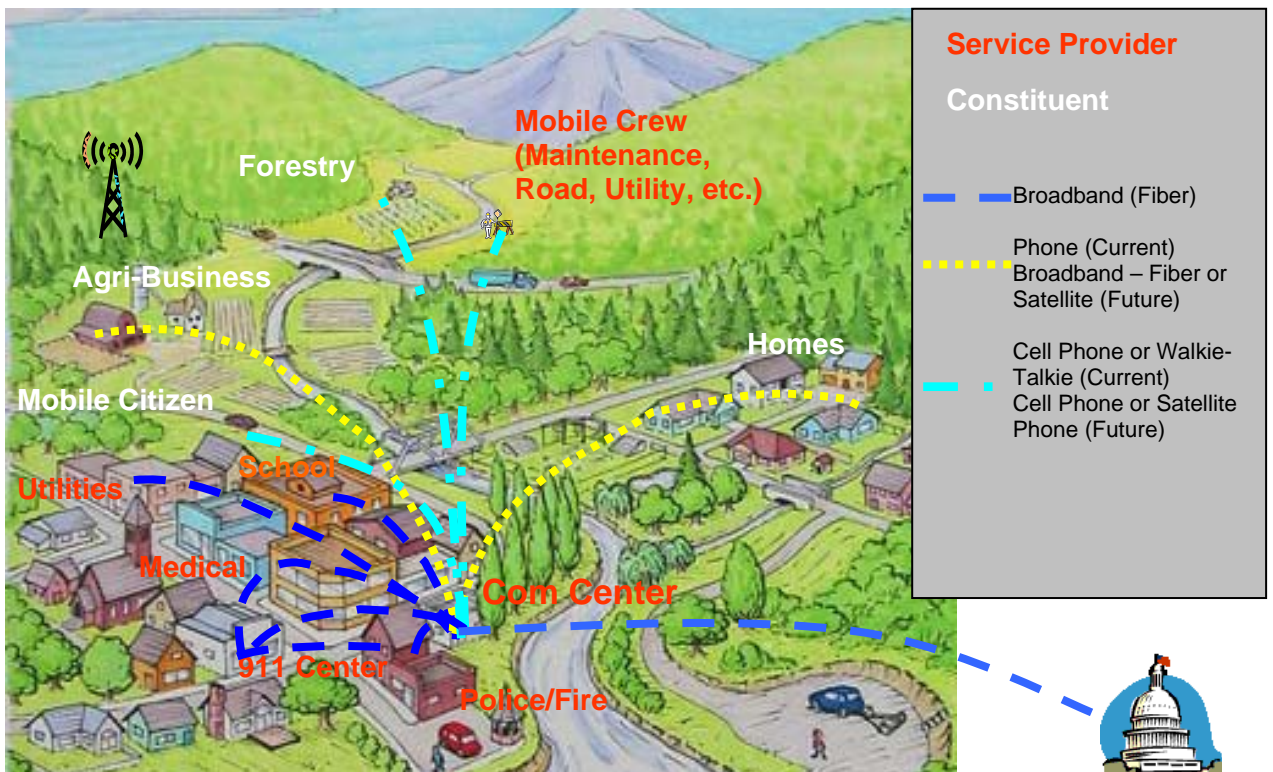 Service Provider
Constituent
Broadband (Fiber)
Phone (Current)
Broadband – Fiber or
Satellite (Future)
Cell Phone or Walkie-
Talkie (Current)
Cell Phone or Satellite
Phone (Future)
Mobile Crew
(Maintenance,
Road, Utility, etc.)
Forestry
Agri-Business
Homes
Mobile Citizen
School
Utilities
Medical
Com Center
911 Center
Police/Fire